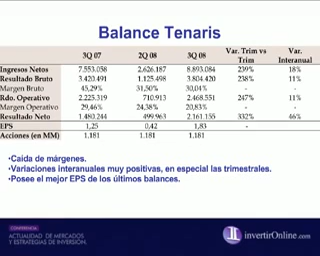 Balance Tenaris
3Q 07 2Q 08 3Q 08 Var. Trim vs Trim Var. Interanual
Ingresos Netos 7.553.058 2.626.187 8.893.084 239% 18%
Resultado Bruto 3.420.491 1.125.498 3.804.420 238% 11%
Margen Bruto 45,29% 31,50% 30,04% - -
Rdo. Operativo 2.225.319 710.913 2.468.551 247% 11%
Margen Operativo 29,46% 24,38% 20,83% - -
Resultado Neto 1.480.244 499.963 2.161.155 332% 46%
EPS 1,25 0,42 1,83 - -
Acciones (en MM) 1.181 1.181 1.181
•Caída de márgenes.
•Variaciones interanuales muy positivas, en especial las trimestrales.
•Posee el mejor EPS de los últimos balances.
CONFERENCIA
ACTUALIDAD DE MERCADOS
Y ESTRATEGIAS DE INVERSIÓN.
invertirOnline.com